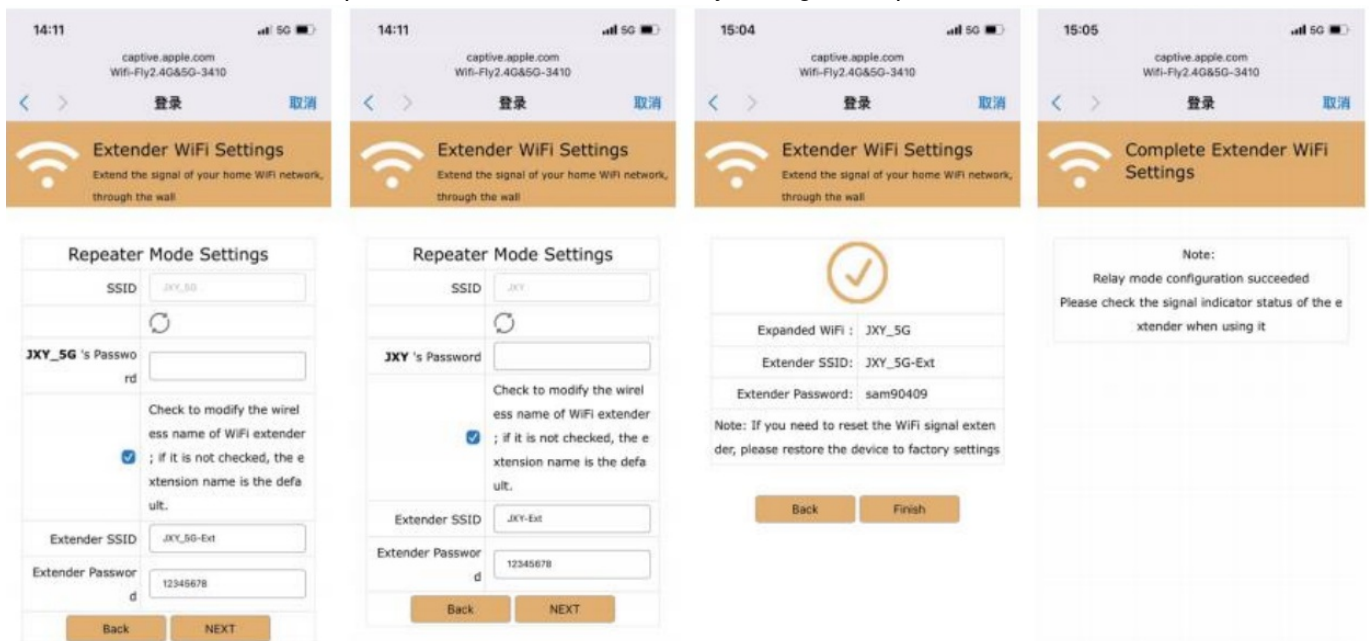 14:11
5G
captive.apple.com
Wifi-Fly2.4G&5G-3410
登录
取消
Extender WiFi Settings
Extend the signal of your home WiFi network,
through the wall
Repeater Mode Settings
SSID
JXY_5G
JXY_5G 's Passwo
rd
Check to modify the wirel
ess name of WiFi extender
; if it is not checked, the e
xtension name is the defa
ult.
Extender SSID
JXY_5G-Ext
Extender Passwor
d
12345678
Back
NEXT
14:11
5G
captive.apple.com
Wifi-Fly2.4G&5G-3410
登录
取消
Extender WiFi Settings
Extend the signal of your home WiFi network,
through the wall
Repeater Mode Settings
SSID
JXY
JXY 's Password
Check to modify the wirel
ess name of WiFi extender
; if it is not checked, the e
xtension name is the defa
ult.
Extender SSID
JXY-Ext
Extender Passwor
d
12345678
Back
NEXT
15:04
5G
captive.apple.com
Wifi-Fly2.4G&5G-3410
登录
取消
Extender WiFi Settings
Extend the signal of your home WiFi network,
through the wall
Expanded WiFi :
JXY_5G
Extender SSID:
JXY_5G-Ext
Extender Password:
sam90409
Note: If you need to reset the WiFi signal exten
der, please restore the device to factory settings
Back
Finish
15:05
5G
captive.apple.com
Wifi-Fly2.4G&5G-3410
登录
取消
Complete Extender WiFi
Settings
Note:
Relay mode configuration succeeded
Please check the signal indicator status of the e
xtender when using it